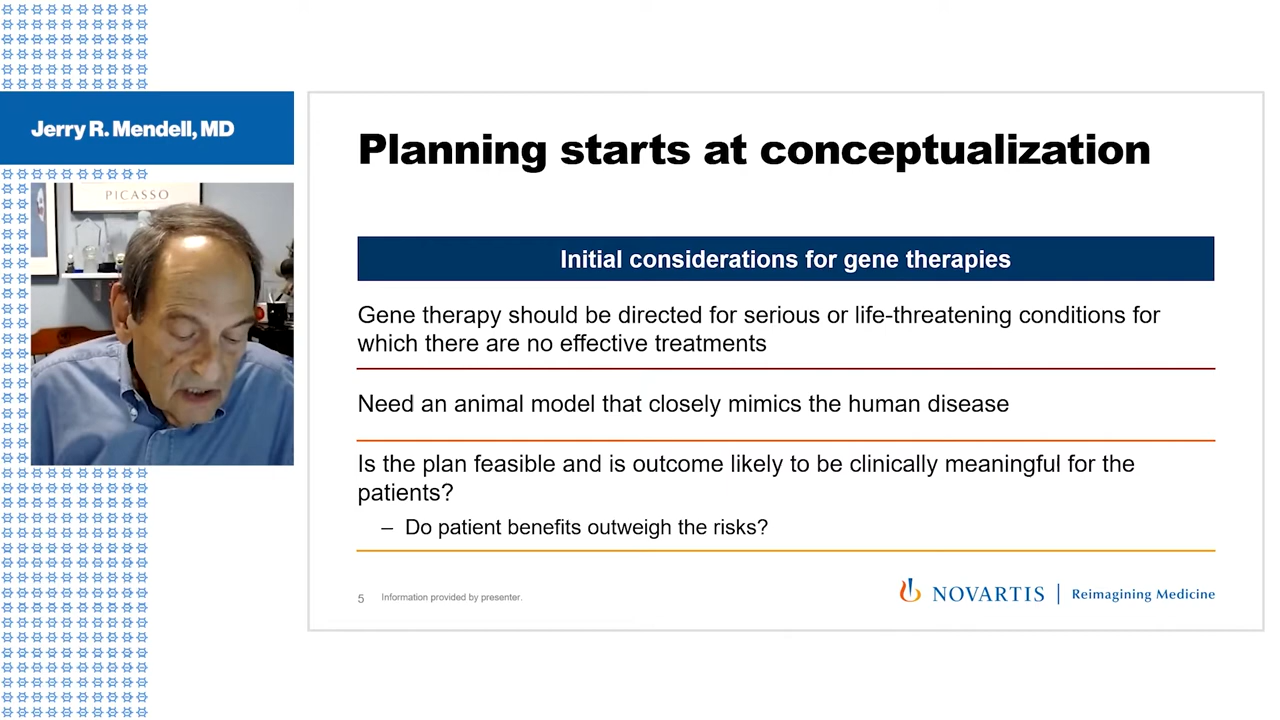 Jerry R. Mendell, MD
PICASSO
Planning starts at conceptualization
Initial considerations for gene therapies
Gene therapy should be directed for serious or life-threatening conditions for
which there are no effective treatments
Need an animal model that closely mimics the human disease
Is the plan feasible and is outcome likely to be clinically meaningful for the
patients?
– Do patient benefits outweigh the risks?
5 Information provided by presenter.
NOVARTIS | Reimagining Medicine